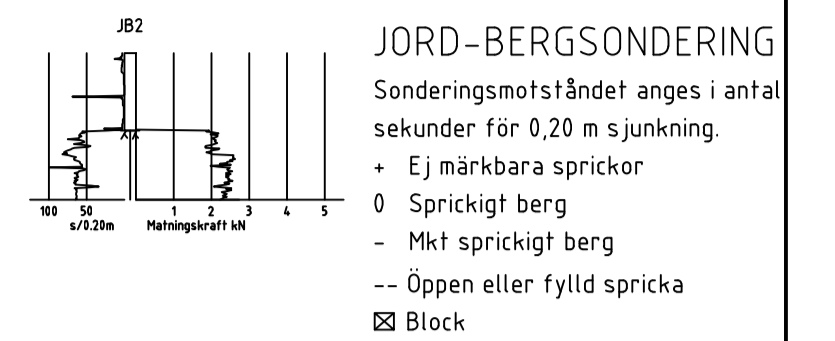 JB2
100 50 1 2 3 4 5
s/0.20m Matningskraft kN
JORD-BERGSONDERING
Sonderingsmotståndet anges i antal
sekunder för 0,20 m sjunkning.
+ Ej märkbara sprickor
0 Sprickigt berg
- Mkt sprickigt berg
-- Öppen eller fylld spricka
Block